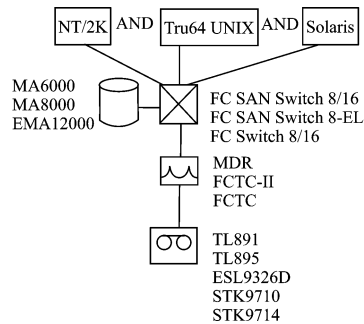 NT/2K AND Tru64 UNIX AND Solaris
MA6000
MA8000
EMA12000
FC SAN Switch 8/16
FC SAN Switch 8-EL
FC Switch 8/16
MDR
FCTC-II
FCTC
TL891
TL895
ESL9326D
STK9710
STK9714